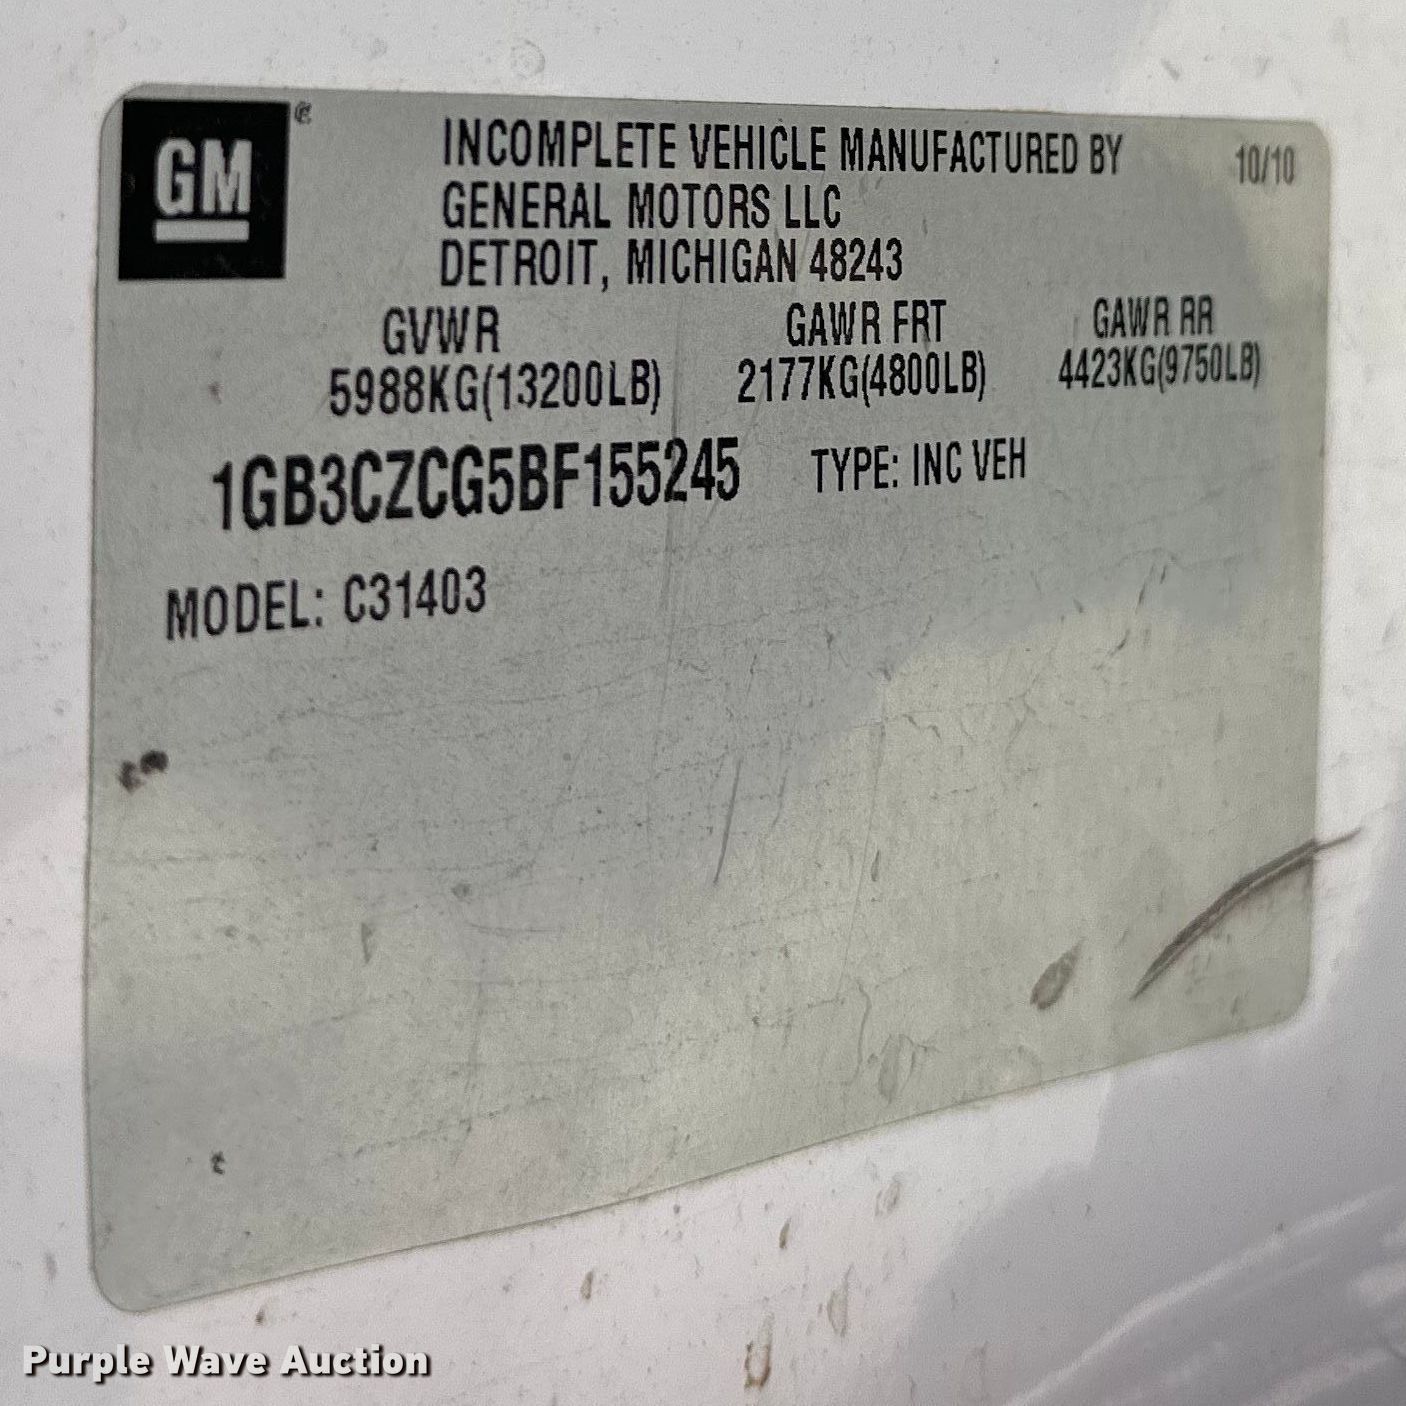 GM
INCOMPLETE VEHICLE MANUFACTURED BY
10/10
GENERAL MOTORS LLC
DETROIT, MICHIGAN 48243
GVWR GAWR FRT GAWR RR
5988KG(13200LB) 2177KG(4800LB) 4423KG(9750LB)
1GB3CZCG5BF155245 TYPE: INC VEH
MODEL: C31403
Purple Wave Auction